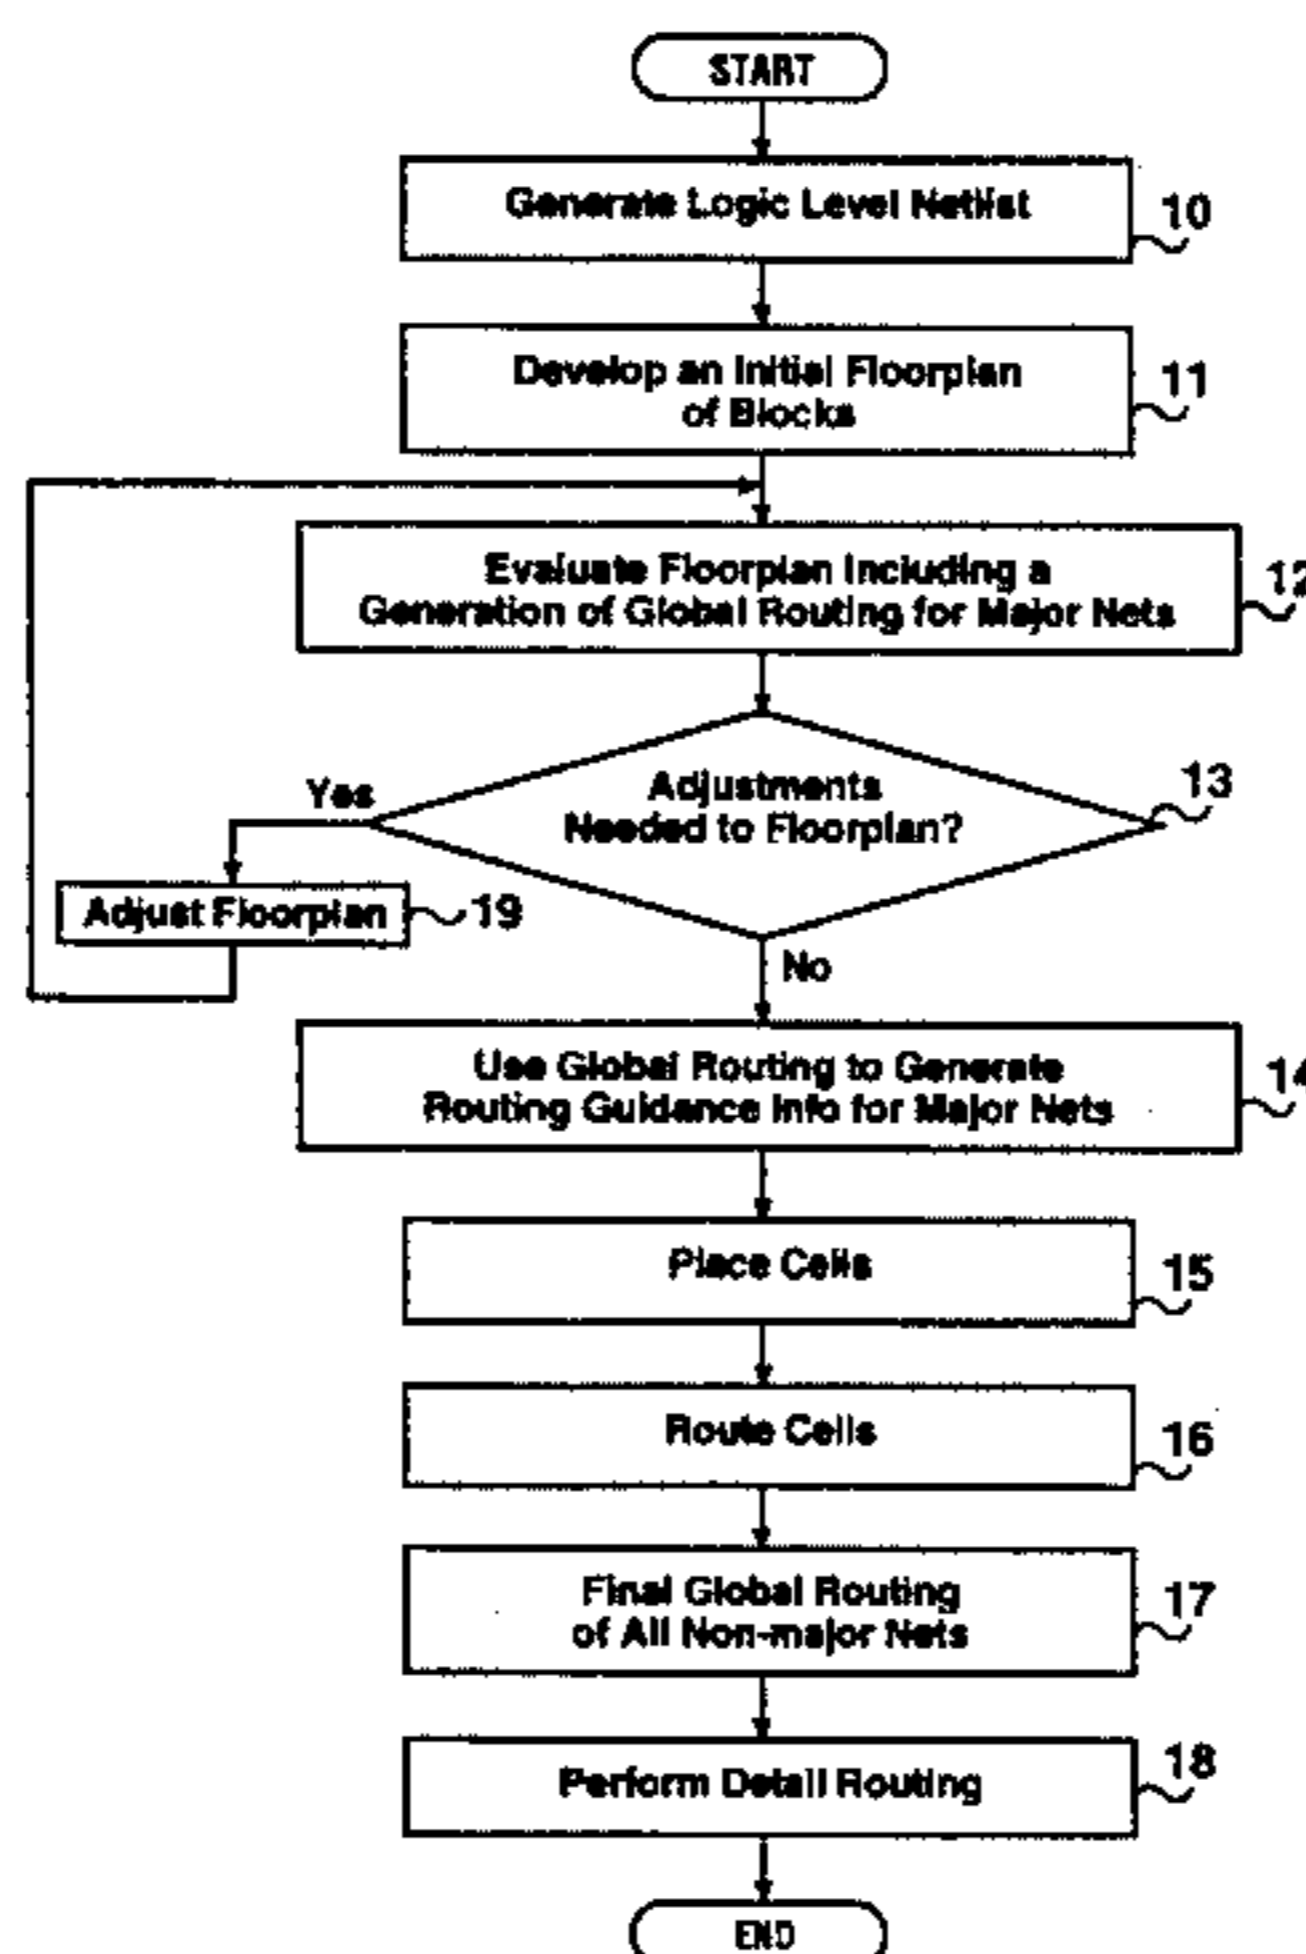 START
Generate Logic Level Netlist
10
Develop an Initial Floorplan
of Blocks
11
Evaluate Floorplan Including a
Generation of Global Routing for Major Nets
12
Adjustments
Needed to Floorplan?
13
Yes
Adjust Floorplan
19
No
Use Global Routing to Generate
Routing Guidance Info for Major Nets
14
Place Cells
15
Route Cells
16
Final Global Routing
of All Non-major Nets
17
Perform Detail Routing
18
END